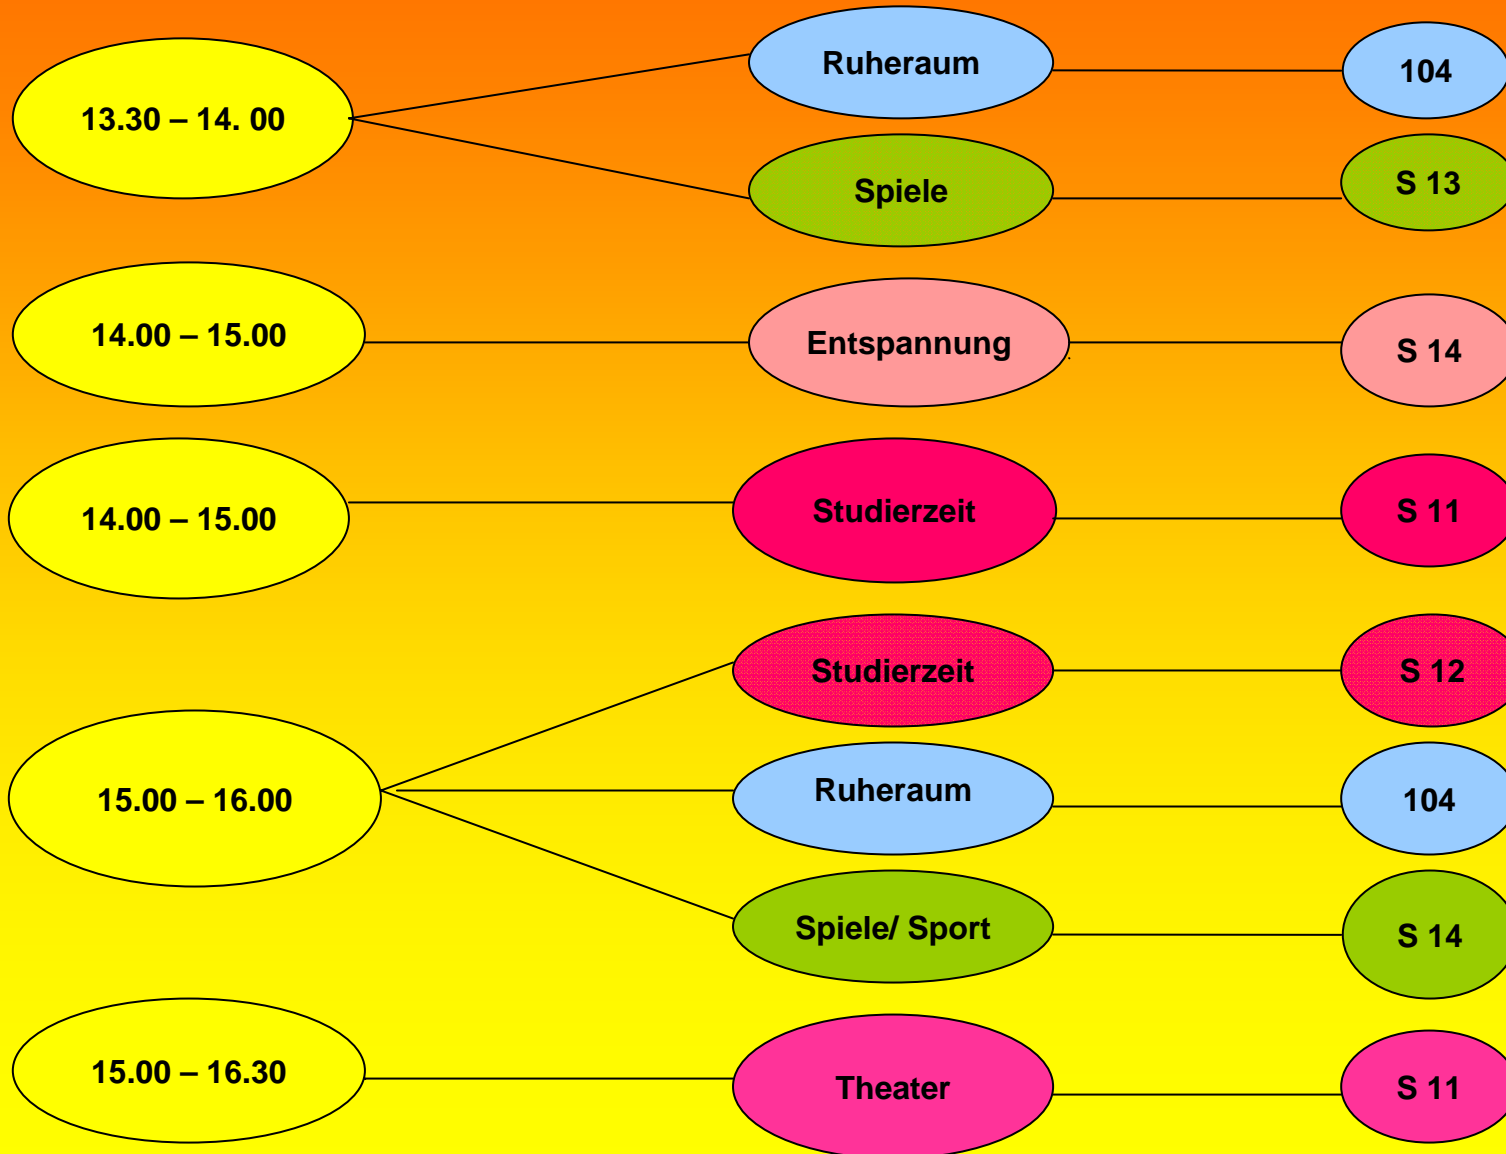 13.30 – 14. 00
Ruheraum
104
Spiele
S 13
14.00 – 15.00
Entspannung
S 14
14.00 – 15.00
Studierzeit
S 11
15.00 – 16.00
Studierzeit
S 12
Ruheraum
104
Spiele/ Sport
S 14
15.00 – 16.30
Theater
S 11